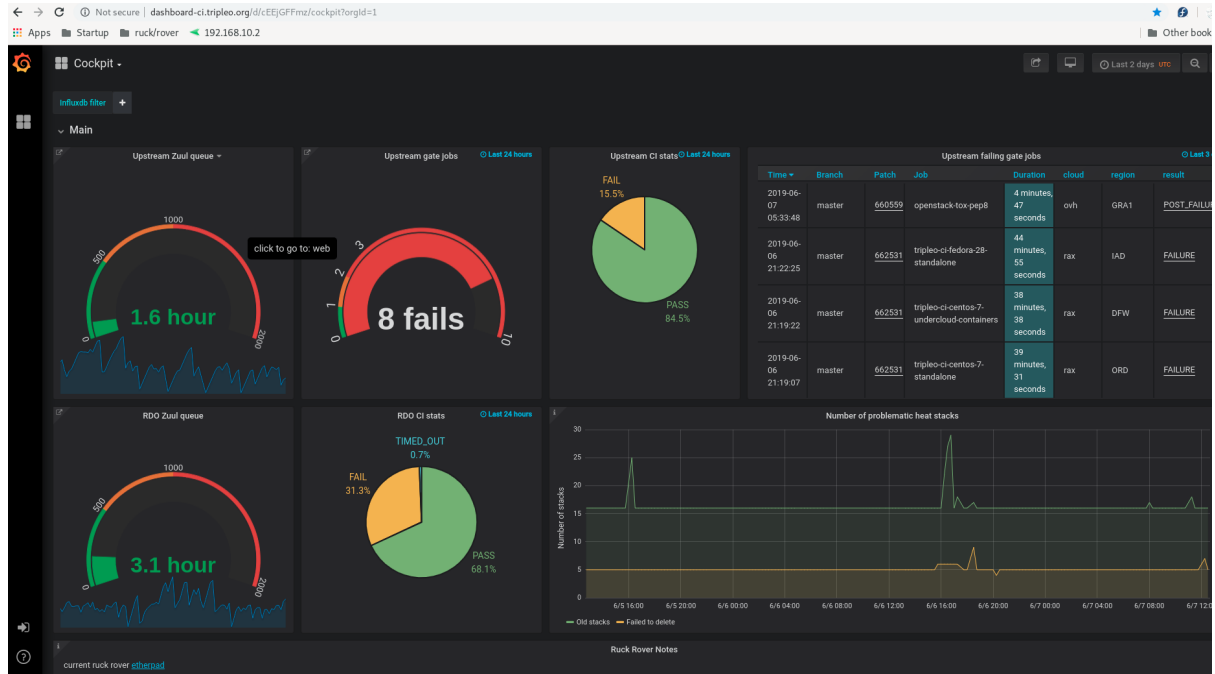 Not secure | dashboard-ci.tripleo.org/d/cEEjGFFmz/cockpit?orgId=1
Apps Startup ruck/rover 192.168.10.2 Other book
Cockpit Last 2 days UTC
Influxdb filter +
Main
Upstream Zuul queue
500
1000
2000
0
1.6 hour
click to go to: web
Upstream gate jobs Last 24 hours
0
1
2
3
10
8 fails
Upstream CI stats Last 24 hours
FAIL
15.5%
PASS
84.5%
Upstream failing gate jobs Last 3
Time Branch Patch Job Duration cloud region result
2019-06-07 05:33:48 master 660559 openstack-tox-pep8 4 minutes, 47 seconds ovh GRA1 POST_FAILU
2019-06-06 21:22:25 master 662531 tripleo-ci-fedora-28-standalone 44 minutes, 55 seconds rax IAD FAILURE
2019-06-06 21:19:22 master 662531 tripleo-ci-centos-7-undercloud-containers 38 minutes, 38 seconds rax DFW FAILURE
2019-06-06 21:19:07 master 662531 tripleo-ci-centos-7-standalone 39 minutes, 31 seconds rax ORD FAILURE
RDO Zuul queue
500
1000
2000
0
3.1 hour
RDO CI stats Last 24 hours
TIMED_OUT
0.7%
FAIL
31.3%
PASS
68.1%
Number of problematic heat stacks
Number of stacks
30
25
20
15
10
5
0
6/5 16:00 6/5 20:00 6/6 00:00 6/6 04:00 6/6 08:00 6/6 12:00 6/6 16:00 6/6 20:00 6/7 00:00 6/7 04:00 6/7 08:00 6/7 12:0
Old stacks Failed to delete
Ruck Rover Notes
current ruck rover etherpad